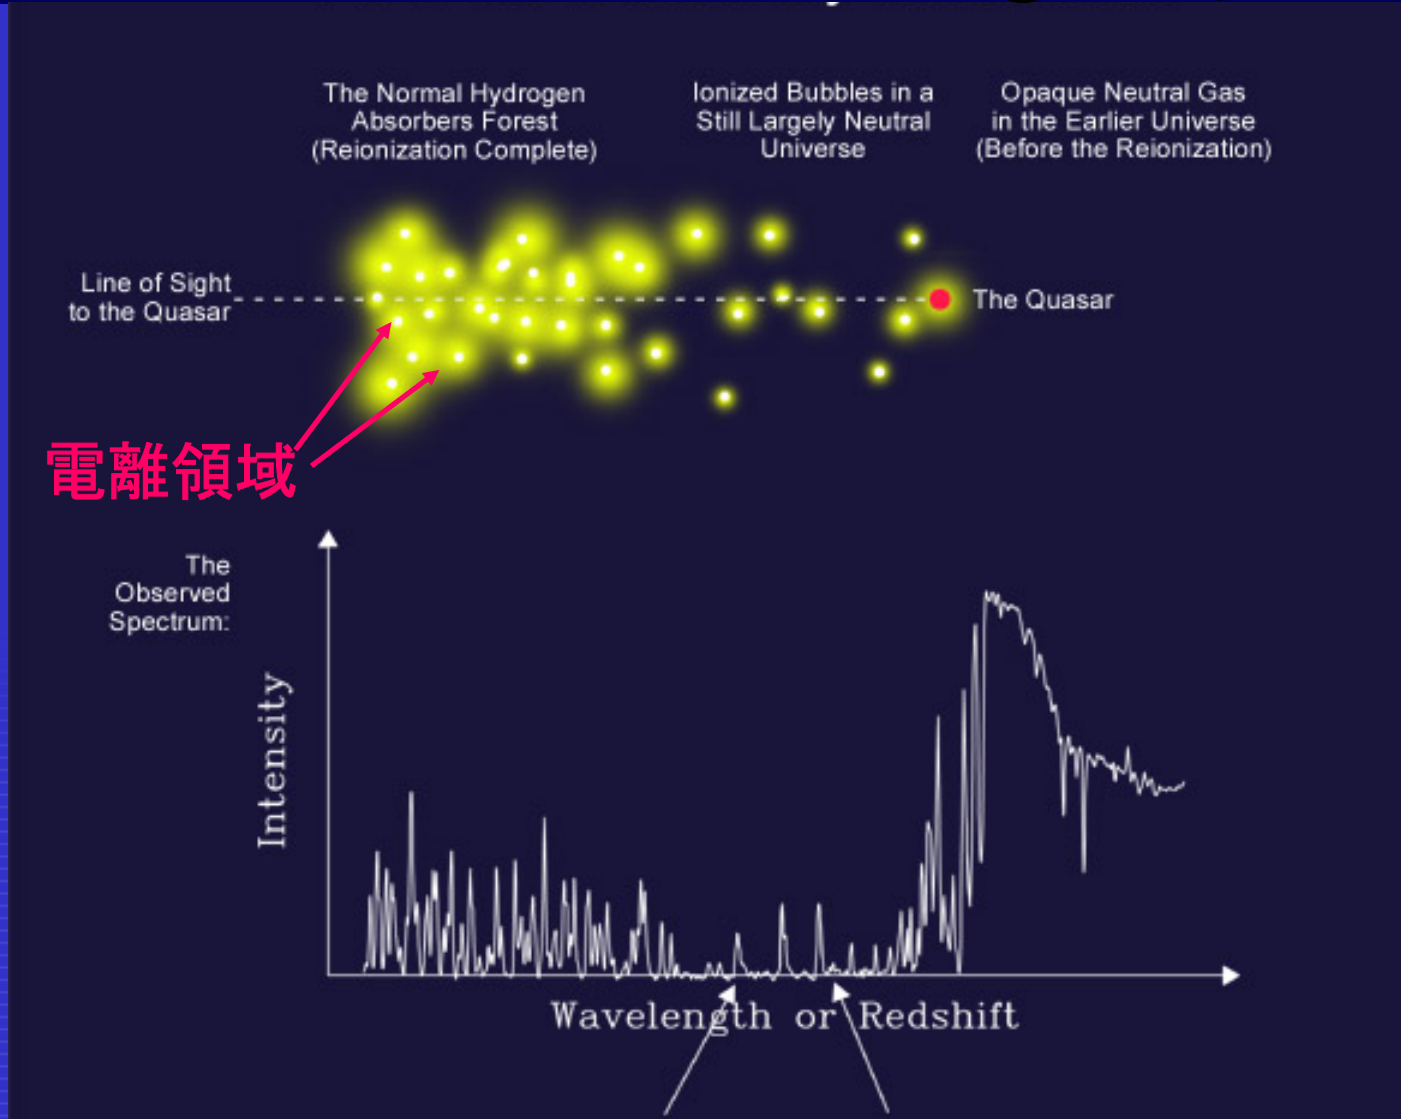 The Normal Hydrogen
Absorbers Forest
(Reionization Complete)
Ionized Bubbles in a
Still Largely Neutral
Universe
Opaque Neutral Gas
in the Earlier Universe
(Before the Reionization)
Line of Sight
to the Quasar
The Quasar
電離領域
The
Observed
Spectrum:
Intensity
Wavelength or Redshift